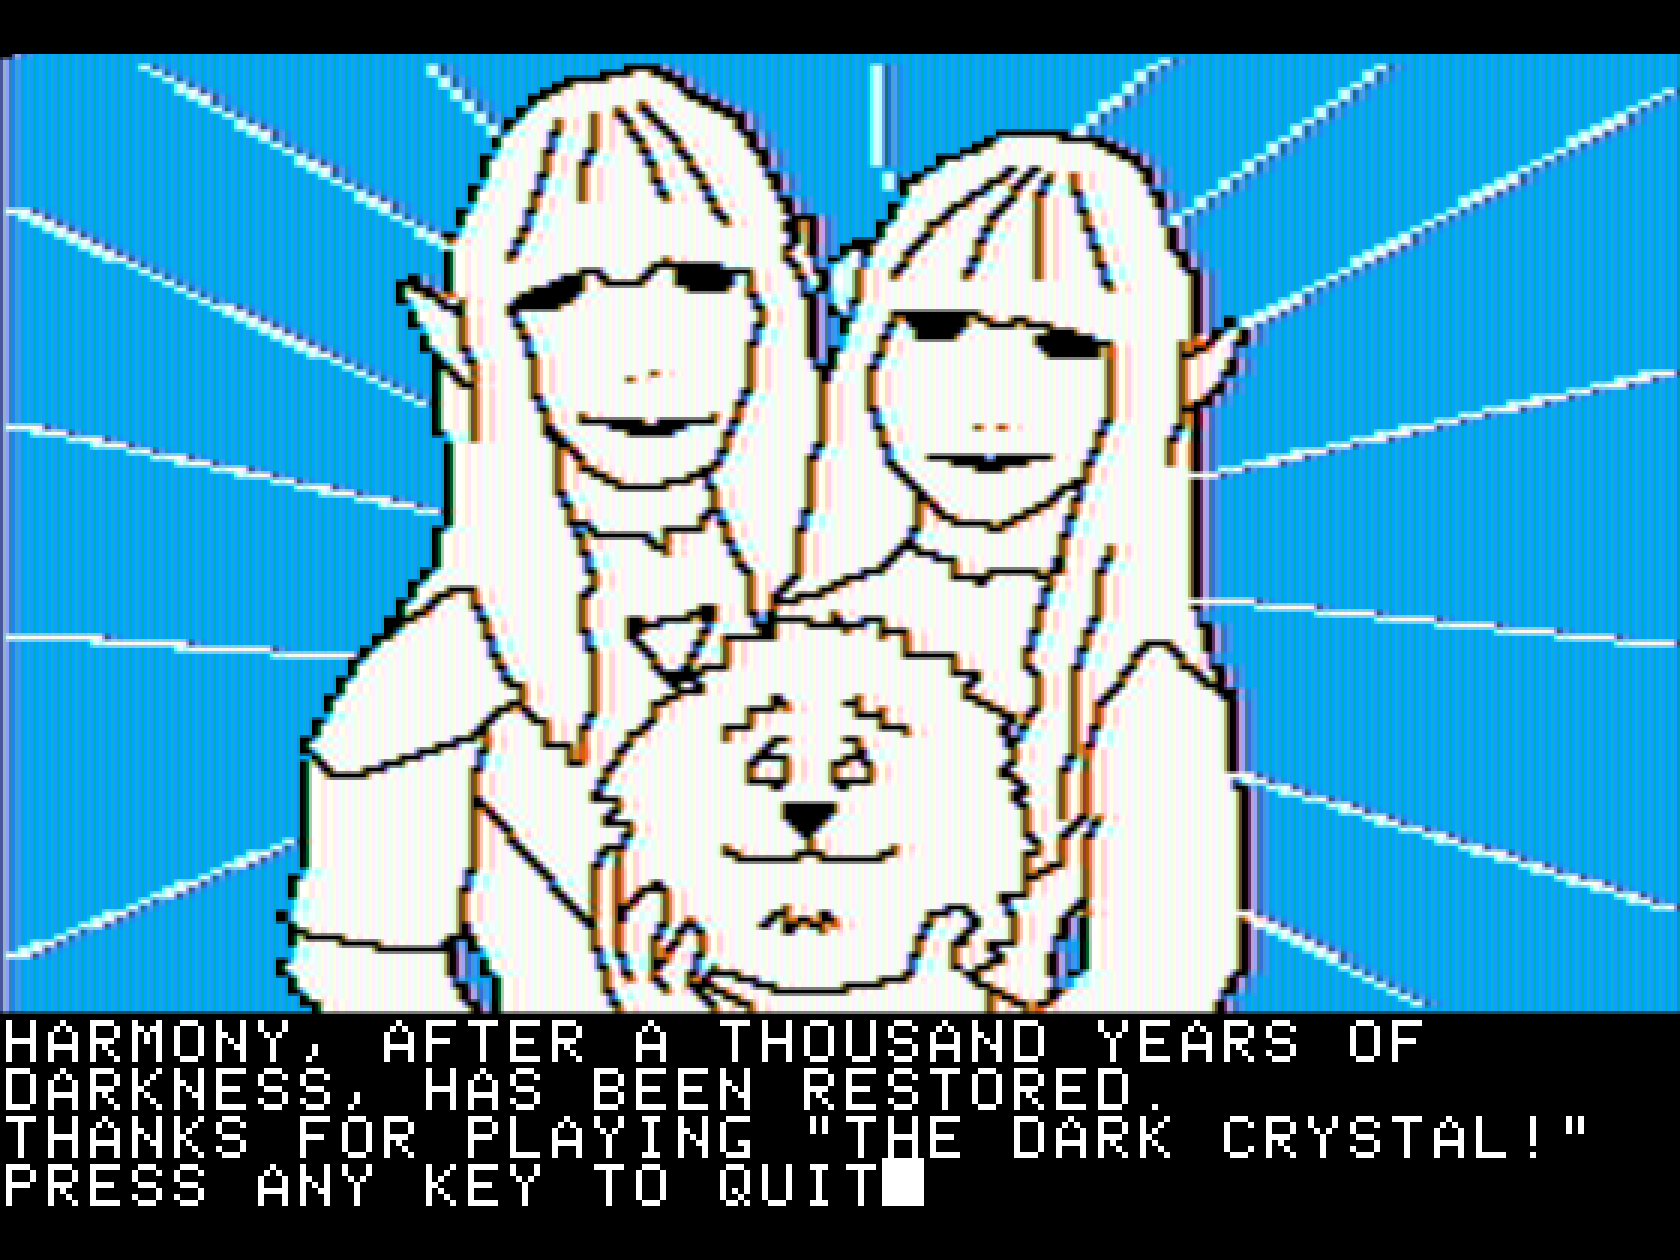 HARMONY, AFTER A THOUSAND YEARS OF
DARKNESS, HAS BEEN RESTORED.
THANKS FOR PLAYING "THE DARK CRYSTAL!"
PRESS ANY KEY TO QUIT